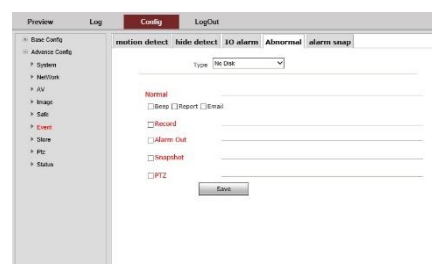 Preview Log Config LogOut
Base Config
Advance Config
System
NetWork
AV
Image
Safe
Event
Store
Ptz
Status
motion detect hide detect IO alarm Abnormal alarm snap
Type No Disk
Normal
Beep Report Email
Record
Alarm Out
Snapshot
PTZ
Save